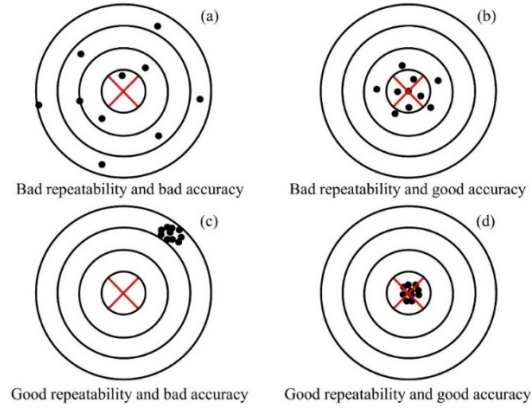 (a)
(b)
Bad repeatability and bad accuracy
Bad repeatability and good accuracy
(c)
(d)
Good repeatability and bad accuracy
Good repeatability and good accuracy